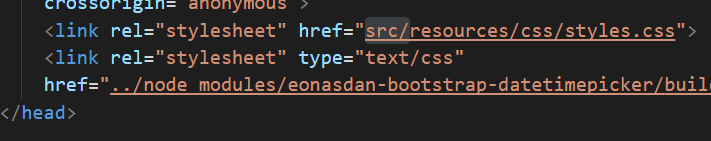 crossorigin="anonymous">
<link rel="stylesheet" href="src/resources/css/styles.css">
<link rel="stylesheet" type="text/css"
href="../node_modules/eonasdan-bootstrap-datetimepicker/buil
</head>